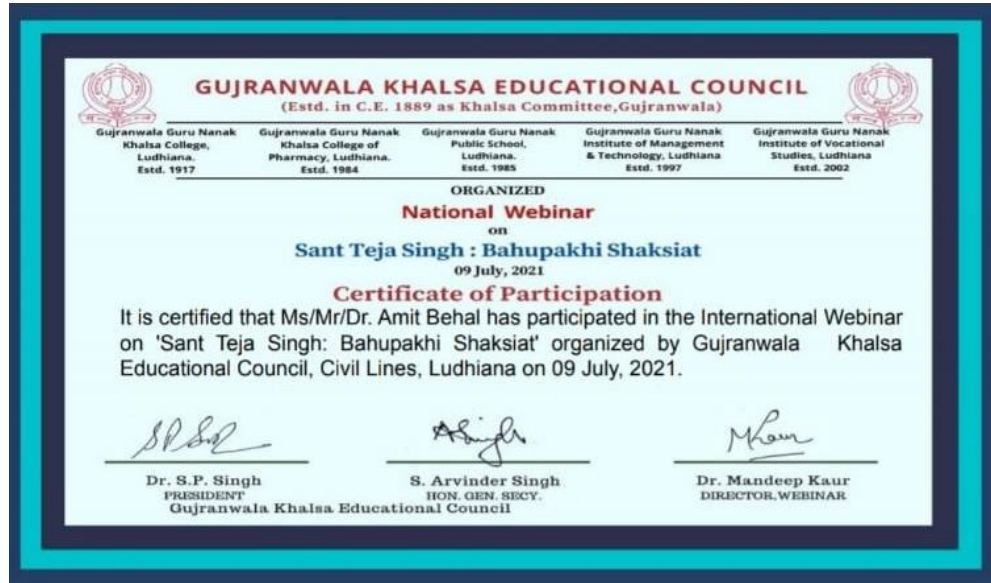 GUJRANWALA KHALSA EDUCATIONAL COUNCIL
(Estd. in C.E. 1889 as Khalsa Committee,Gujranwala)
Gujranwala Guru Nanak
Khalsa College,
Ludhiana.
Estd. 1917
Gujranwala Guru Nanak
Khalsa College of
Pharmacy, Ludhiana.
Estd. 1984
Gujranwala Guru Nanak
Public School,
Ludhiana.
Estd. 1985
Gujranwala Guru Nanak
Institute of Management
& Technology, Ludhiana
Estd. 1997
Gujranwala Guru Nanak
Institute of Vocational
Studies, Ludhiana
Estd. 2002
ORGANIZED
National Webinar
on
Sant Teja Singh : Bahupakhi Shaksiat
09 July, 2021
Certificate of Participation
It is certified that Ms/Mr/Dr. Amit Behal has participated in the International Webinar
on 'Sant Teja Singh: Bahupakhi Shaksiat' organized by Gujranwala Khalsa
Educational Council, Civil Lines, Ludhiana on 09 July, 2021.
Dr. S.P. Singh
PRESIDENT
S. Arvinder Singh
HON. GEN. SECY.
Gujranwala Khalsa Educational Council
Dr. Mandeep Kaur
DIRECTOR,WEBINAR